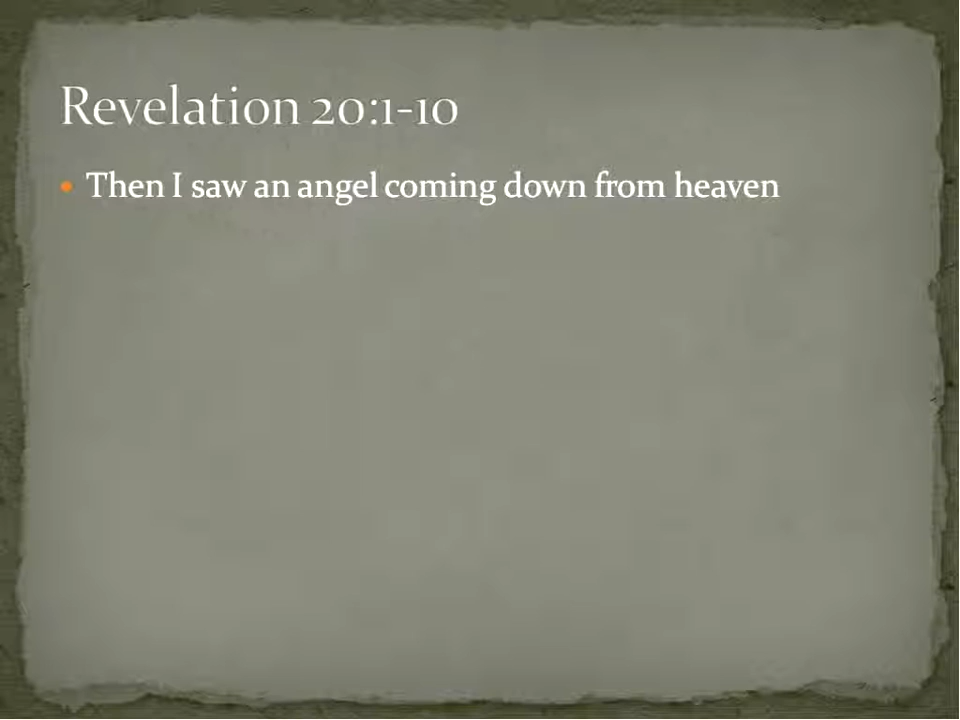 Revelation 20:1-10
Then I saw an angel coming down from heaven